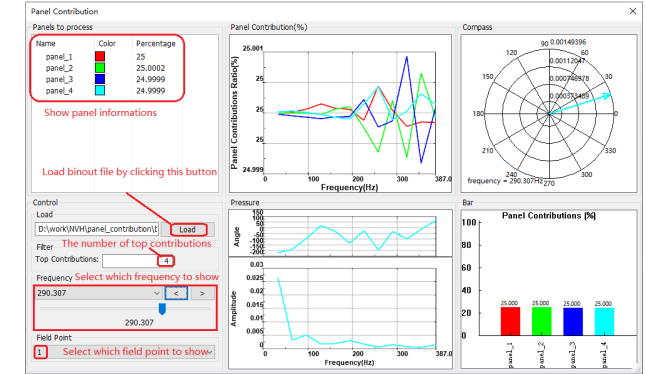 Panel Contribution
Panels to process
Name Color Percentage
panel_1 25
panel_2 25.0002
panel_3 24.9999
panel_4 24.9999
Show panel informations
Load binout file by clicking this button
Control
Load
D:\work\NVH\panel_contribution\t Load
Filter
The number of top contributions
Top Contributions: 4
Frequency Select which frequency to show
290.307 < >
290.307
Field Point
1 Select which field point to show
Panel Contribution(%)
Panel Contributions Ratio(%)
25.001
25
25
25
24.999
0 100 200 300 387.0
Frequency(Hz)
Pressure
Angle
150
100
50
0
-50
-100
-150
-200
Amplitude
0.03
0.025
0.02
0.015
0.01
0.005
0
0 100 200 300 387.0
Frequency(Hz)
Compass
90 0.00149396
120 60
0.00112047
150 30
0.000746978
0.000373489
180 0
210 330
240 300
270
frequency = 290.307Hz
Bar
Panel Contributions (%)
100
80
60
40
20
0
25.000 25.000 25.000 25.000
panel_1 panel_2 panel_3 panel_4